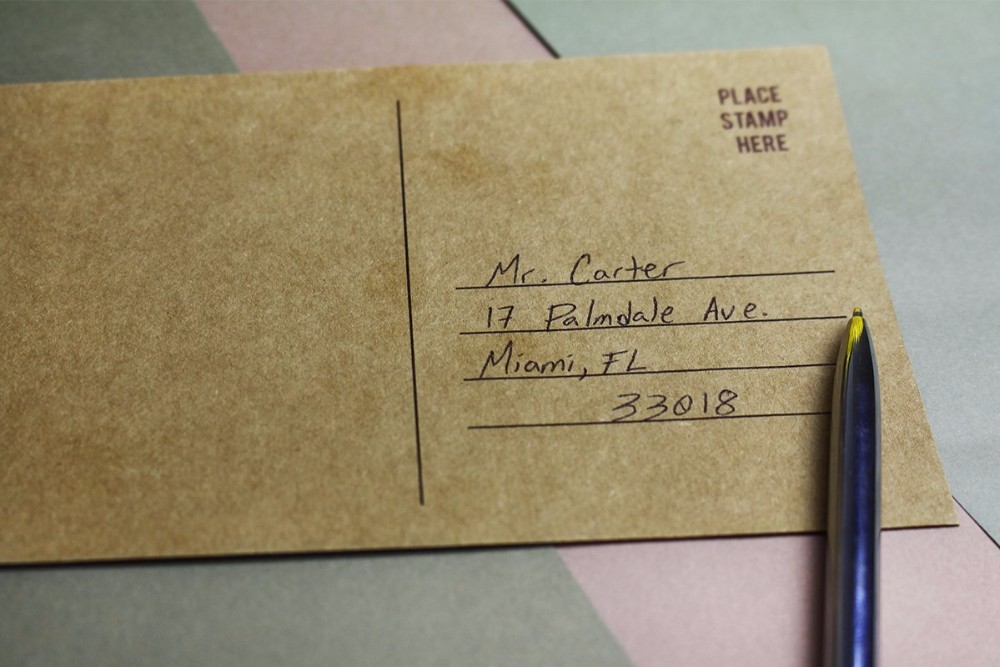 PLACE
STAMP
HERE
Mr. Carter
17 Palmdale Ave.
Miami, FL
33018